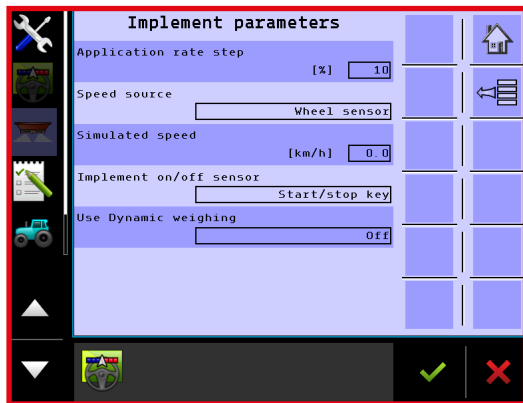 Implement parameters
Application rate step
[%] 10
Speed source
Wheel sensor
Simulated speed
[km/h] 0.0
Implement on/off sensor
Start/stop key
Use Dynamic weighing
Off